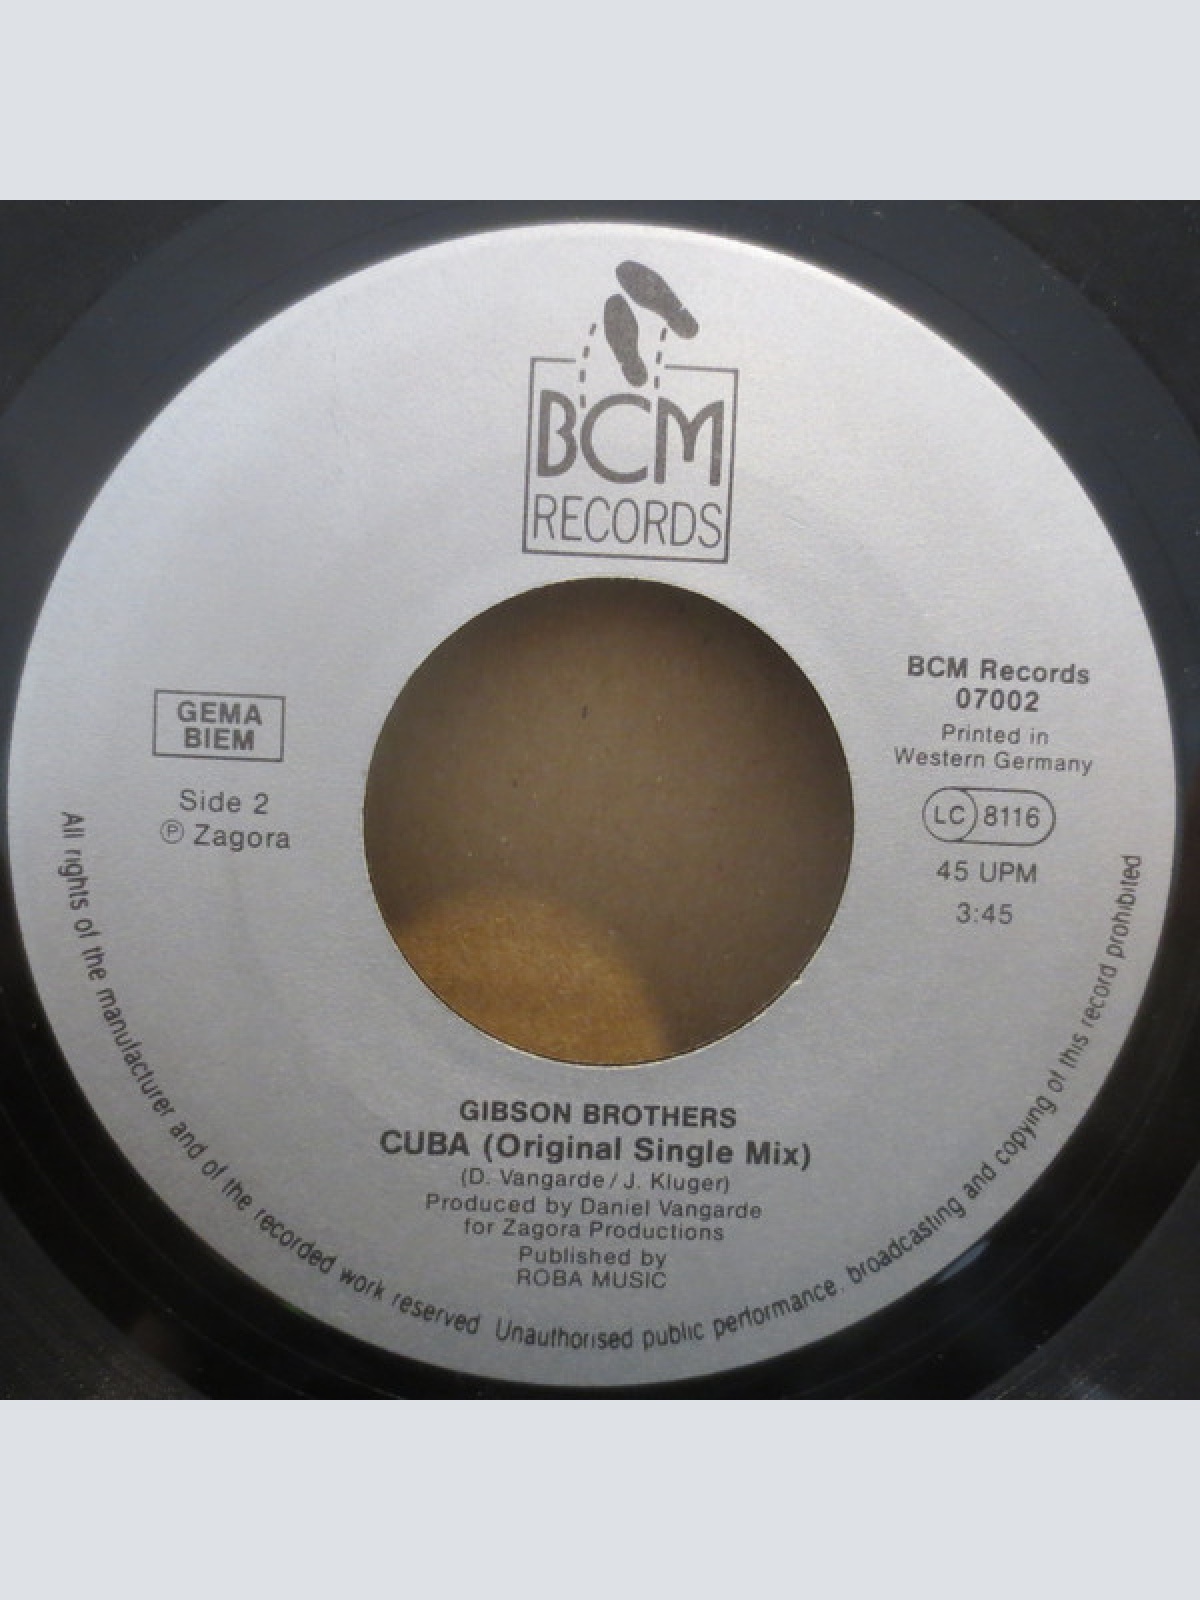 BCM
RECORDS
GEMA
BIEM
Side 2
℗ Zagora
BCM Records
07002
Printed in
Western Germany
LC 8116
45 UPM
3:45
GIBSON BROTHERS
CUBA (Original Single Mix)
(D. Vangarde / J. Kluger)
Produced by Daniel Vangarde
for Zagora Productions
Published by
ROBA MUSIC
All rights of the manufacturer and of the recorded work reserved Unauthorised public performance, broadcasting and copying of this record prohibited